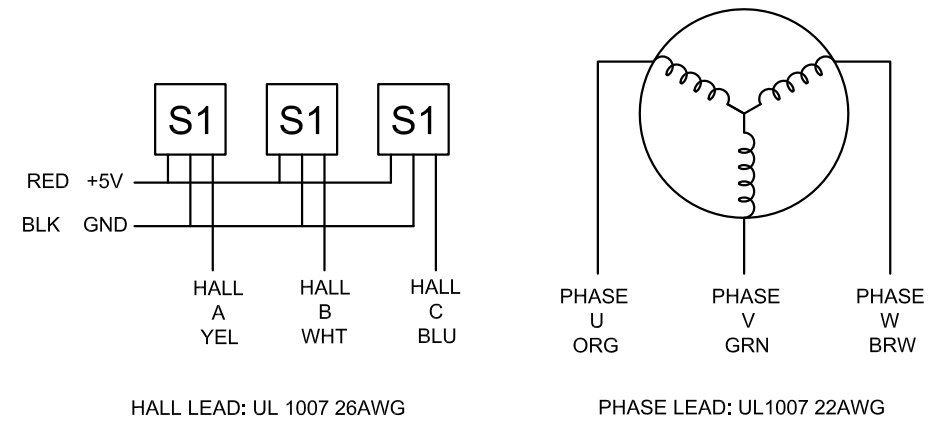 S1 S1 S1
RED +5V
BLK GND
HALL
A
YEL
HALL
B
WHT
HALL
C
BLU
HALL LEAD: UL 1007 26AWG
PHASE
U
ORG
PHASE
V
GRN
PHASE
W
BRW
PHASE LEAD: UL1007 22AWG